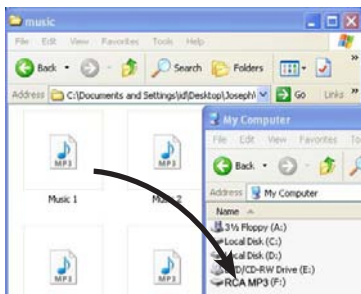 music
File Edit View Favorites Tools Help
Back Search Folders
Address C:\Documents and Settings\jd\Desktop\Joseph\ Go Links
MP3 MP3
Music 1 Music 2
MP3 MP3
My Computer
File Edit View Favorites To
Back
Address My Computer
Name
3½ Floppy (A:)
Local Disk (C:)
Local Disk (D:)
DVD/CD-RW Drive (E:)
RCA MP3 (F:)